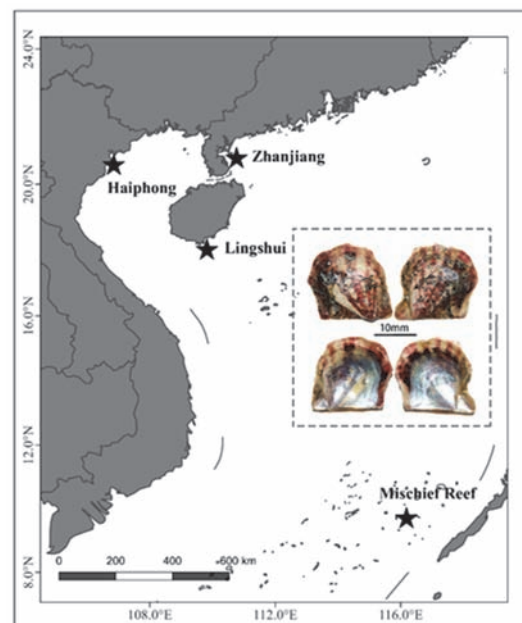 24.0°N
Zhanjiang
Haiphong
20.0°N
Lingshui
16.0°N
10mm
12.0°N
Mischief Reef
8.0°N
0 200 400 600 km
108.0°E 112.0°E 116.0°E